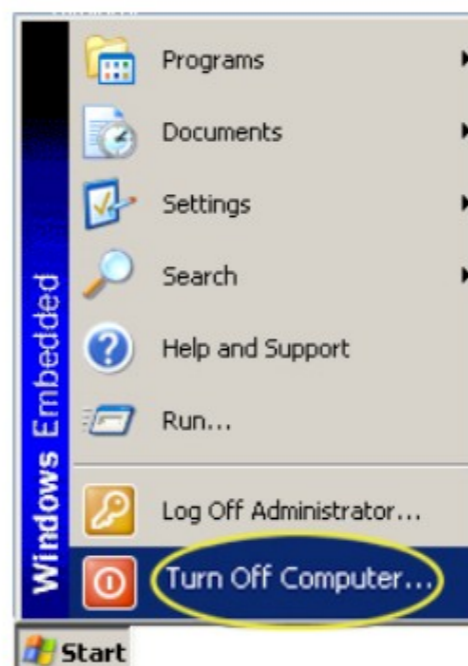 Programs
Documents
Settings
Search
Help and Support
Run...
Log Off Administrator...
Turn Off Computer...
Windows Embedded
Start